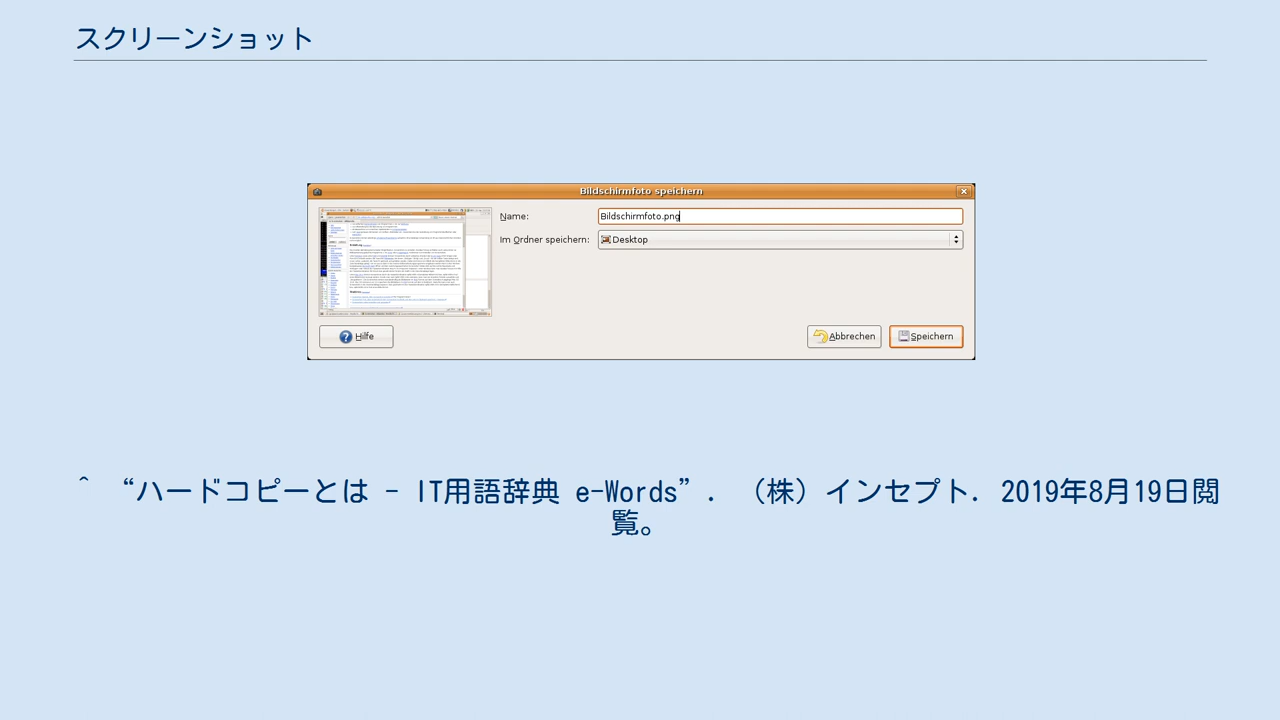 スクリーンショット
Bildschirmfoto speichern
Name: Bildschirmfoto.png
Im Ordner speichern: Desktop
Hilfe Abbrechen Speichern
^ “ハードコピーとは - IT用語辞典 e-Words”. （株）インセプト. 2019年8月19日閲
覧。